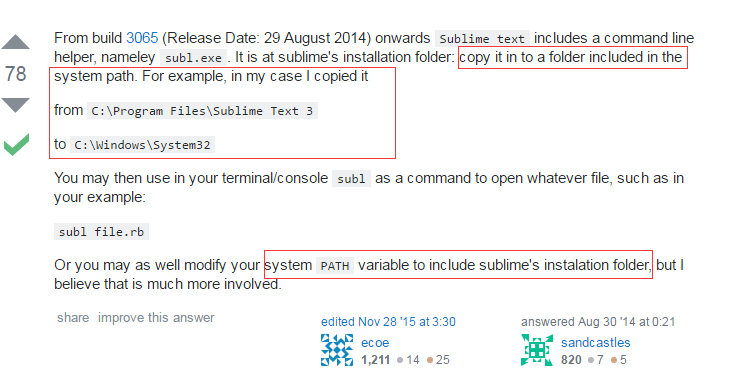 From build 3065 (Release Date: 29 August 2014) onwards Sublime text includes a command line
helper, nameley subl.exe. It is at sublime's installation folder: copy it in to a folder included in the
78
system path. For example, in my case I copied it
from C:\Program Files\Sublime Text 3
to C:\Windows\System32
You may then use in your terminal/console subl as a command to open whatever file, such as in
your example:
subl file.rb
Or you may as well modify your system PATH variable to include sublime's instalation folder, but I
believe that is much more involved.
share improve this answer
edited Nov 28 '15 at 3:30
ecoe
1,211 ●14 ●25
answered Aug 30 '14 at 0:21
sandcastles
820 ●7 ●5